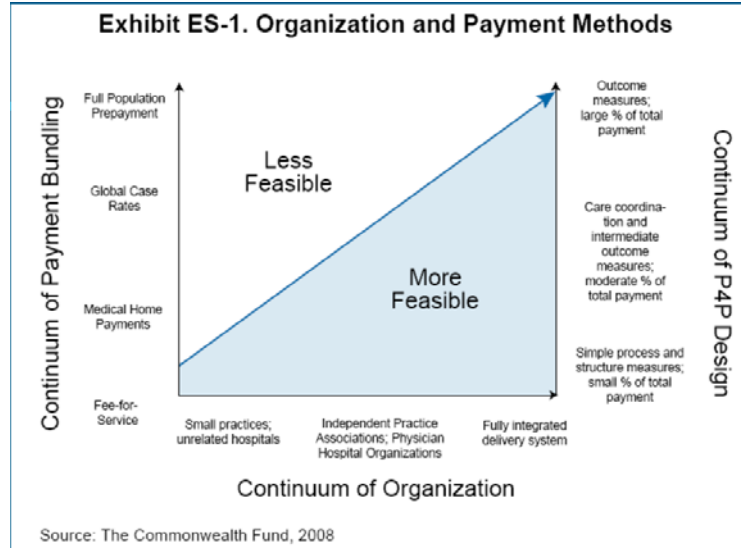 Exhibit ES-1. Organization and Payment Methods
Continuum of Payment Bundling
Full Population
Prepayment
Global Case
Rates
Medical Home
Payments
Fee-for-
Service
Less
Feasible
More
Feasible
Outcome
measures;
large % of total
payment
Care coordina-
tion and
intermediate
outcome
measures;
moderate % of
total payment
Simple process and
structure measures;
small % of total
payment
Continuum of P4P Design
Small practices;
unrelated hospitals
Independent Practice
Associations; Physician
Hospital Organizations
Fully integrated
delivery system
Continuum of Organization
Source: The Commonwealth Fund, 2008